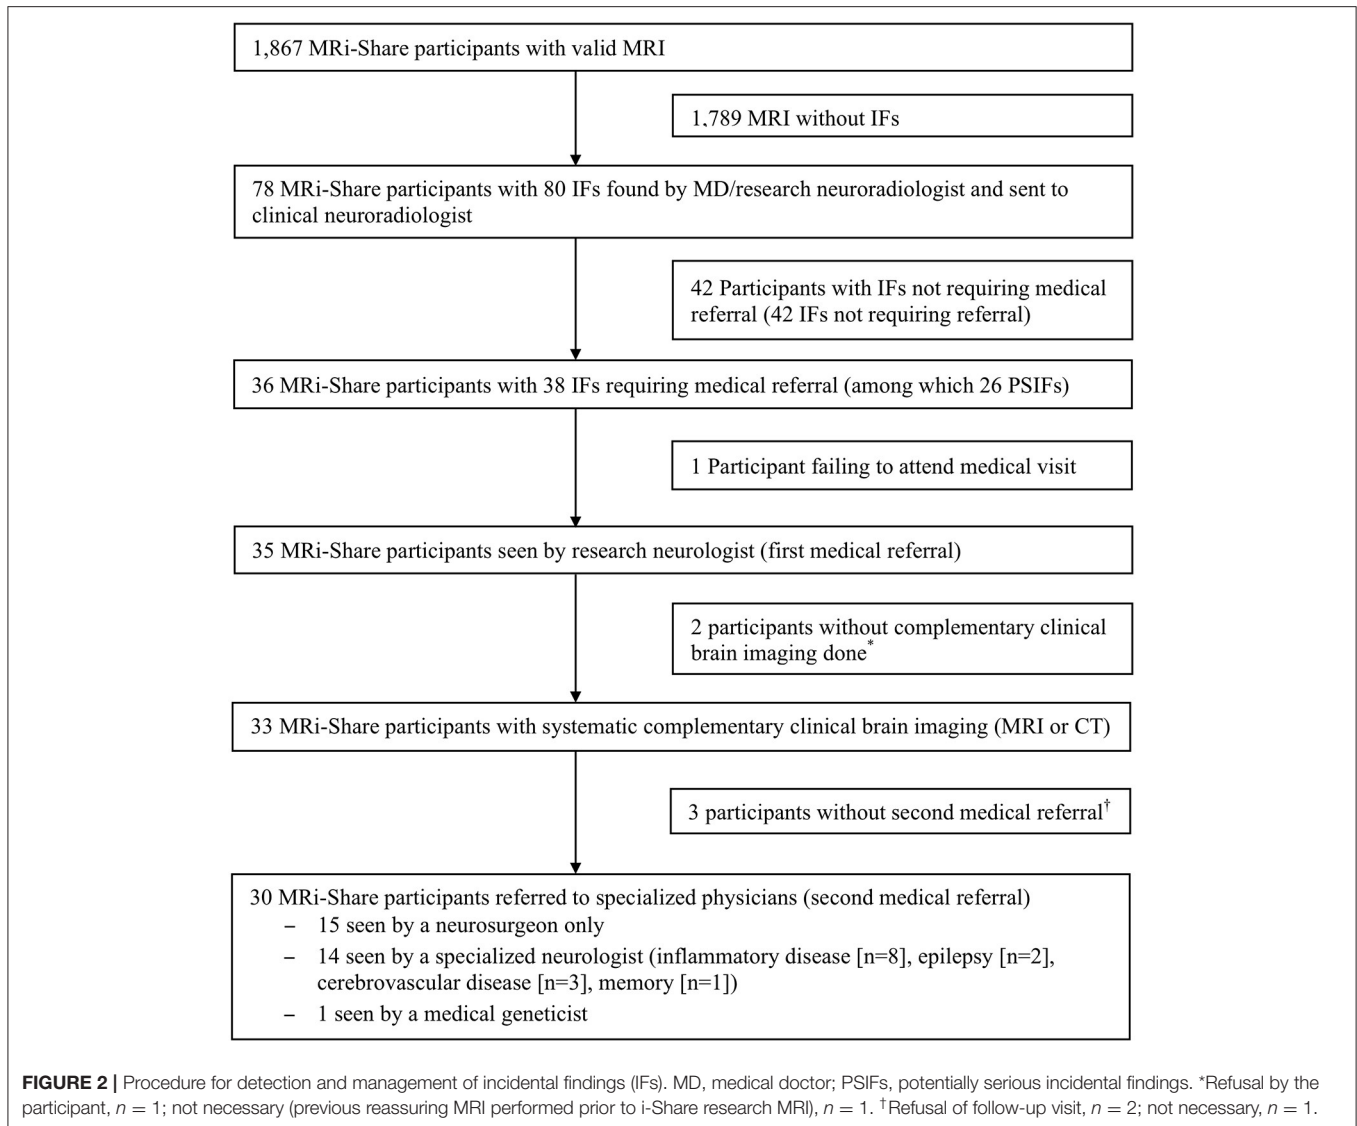 1,867 MRi-Share participants with valid MRI
1,789 MRI without IFs
78 MRi-Share participants with 80 IFs found by MD/research neuroradiologist and sent to
clinical neuroradiologist
42 Participants with IFs not requiring medical
referral (42 IFs not requiring referral)
36 MRi-Share participants with 38 IFs requiring medical referral (among which 26 PSIFs)
1 Participant failing to attend medical visit
35 MRi-Share participants seen by research neurologist (first medical referral)
2 participants without complementary clinical
brain imaging done*
33 MRi-Share participants with systematic complementary clinical brain imaging (MRI or CT)
3 participants without second medical referral†
30 MRi-Share participants referred to specialized physicians (second medical referral)
– 15 seen by a neurosurgeon only
– 14 seen by a specialized neurologist (inflammatory disease [n=8], epilepsy [n=2],
cerebrovascular disease [n=3], memory [n=1])
– 1 seen by a medical geneticist
FIGURE 2 | Procedure for detection and management of incidental findings (IFs). MD, medical doctor; PSIFs, potentially serious incidental findings. *Refusal by the
participant, n = 1; not necessary (previous reassuring MRI performed prior to i-Share research MRI), n = 1. †Refusal of follow-up visit, n = 2; not necessary, n = 1.